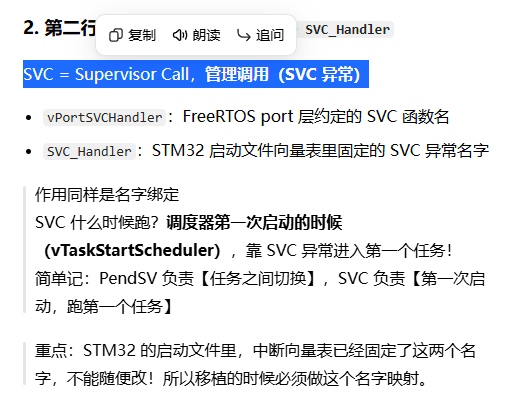 2. 第二行
SVC_Handler
复制 朗读 追问
SVC = Supervisor Call，管理调用（SVC 异常）
• vPortSVCHandler：FreeRTOS port 层约定的 SVC 函数名
• SVC_Handler：STM32 启动文件向量表里固定的 SVC 异常名字
作用同样是名字绑定
SVC 什么时候跑？调度器第一次启动的时候
（vTaskStartScheduler），靠 SVC 异常进入第一个任务！
简单记：PendSV 负责【任务之间切换】，SVC 负责【第一次启
动，跑第一个任务】
重点：STM32 的启动文件里，中断向量表已经固定了这两个名
字，不能随便改！所以移植的时候必须做这个名字映射。